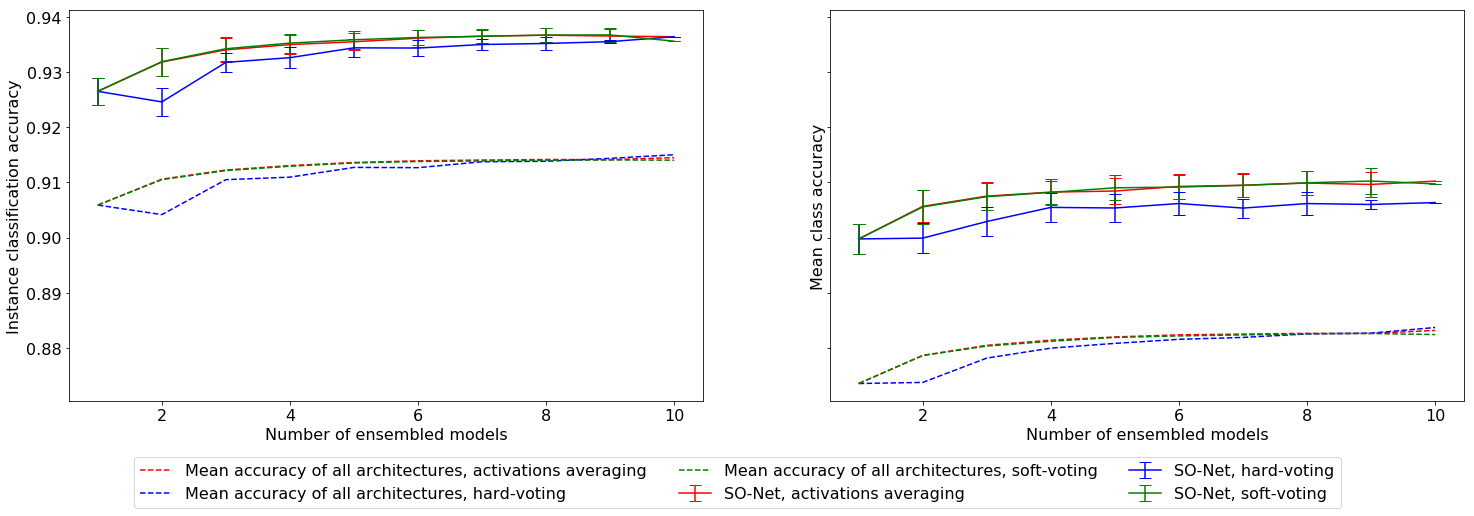 0.94
0.93
0.92
0.91
0.90
0.89
0.88
Instance classification accuracy
2 4 6 8 10
Number of ensembled models
Mean class accuracy
2 4 6 8 10
Number of ensembled models
Mean accuracy of all architectures, activations averaging
Mean accuracy of all architectures, hard-voting
Mean accuracy of all architectures, soft-voting
SO-Net, activations averaging
SO-Net, hard-voting
SO-Net, soft-voting